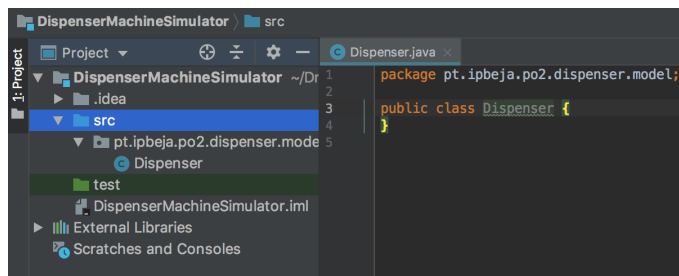 DispenserMachineSimulator
src
1: Project
Project
DispenserMachineSimulator ~/Dr
.idea
src
pt.ipbeja.po2.dispenser.mode
Dispenser
test
DispenserMachineSimulator.iml
External Libraries
Scratches and Consoles
C Dispenser.java ×
1 package pt.ipbeja.po2.dispenser.model;
2
3 public class Dispenser {
4 }
5